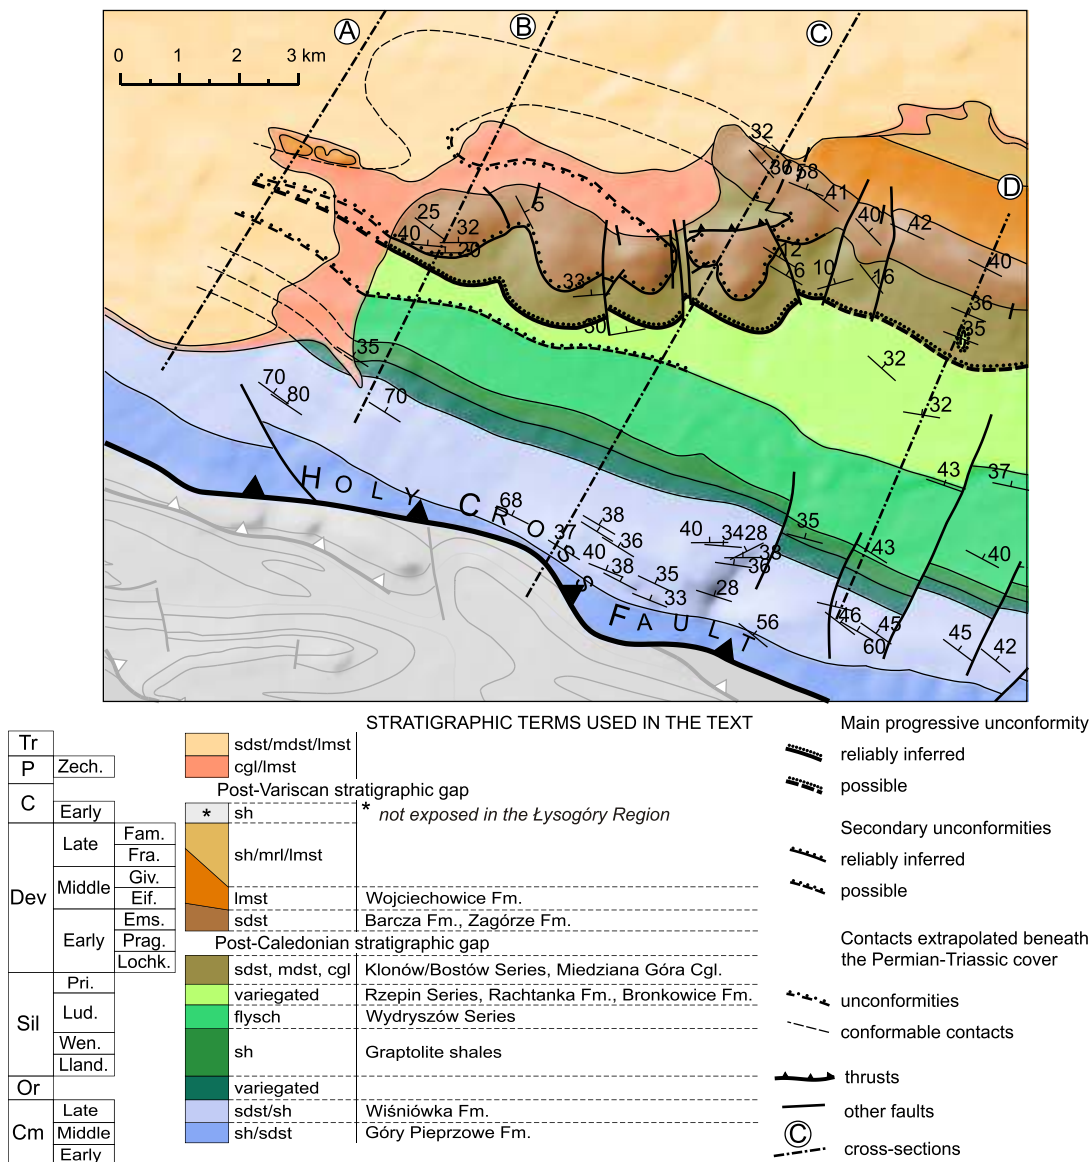 A
B
C
0 1 2 3 km
32
36
58
41
D
25
5
40
42
40
32
20
12
40
33
6
10
16
36
30
35
35
32
70
80
70
32
43
37
HOLY CROISS FAULT
68
38
37
36
40
34
28
35
40
38
38
36
43
40
35
33
28
56
46
45
60
45
42
STRATIGRAPHIC TERMS USED IN THE TEXT
Tr
sdst/mdst/lmst
P Zech.
cgl/lmst
Post-Variscan stratigraphic gap
C Early
* sh
* not exposed in the Łysogóry Region
Dev
Late Fam.
Fra.
sh/mrl/lmst
Middle Giv.
Eif.
lmst Wojciechowice Fm.
Early Ems.
sdst Barcza Fm., Zagórze Fm.
Prag.
Post-Caledonian stratigraphic gap
Lochk.
sdst, mdst, cgl Klonów/Bostów Series, Miedziana Góra Cgl.
Sil
Pri.
variegated Rzepin Series, Rachtanka Fm., Bronkowice Fm.
Lud.
flysch Wydryszów Series
Wen.
sh Graptolite shales
Lland.
Or
variegated
Cm
Late
sdst/sh Wiśniówka Fm.
Middle
sh/sdst Góry Pieprzowe Fm.
Early
Main progressive unconformity
reliably inferred
possible
Secondary unconformities
reliably inferred
possible
Contacts extrapolated beneath
the Permian-Triassic cover
unconformities
conformable contacts
thrusts
other faults
C
cross-sections